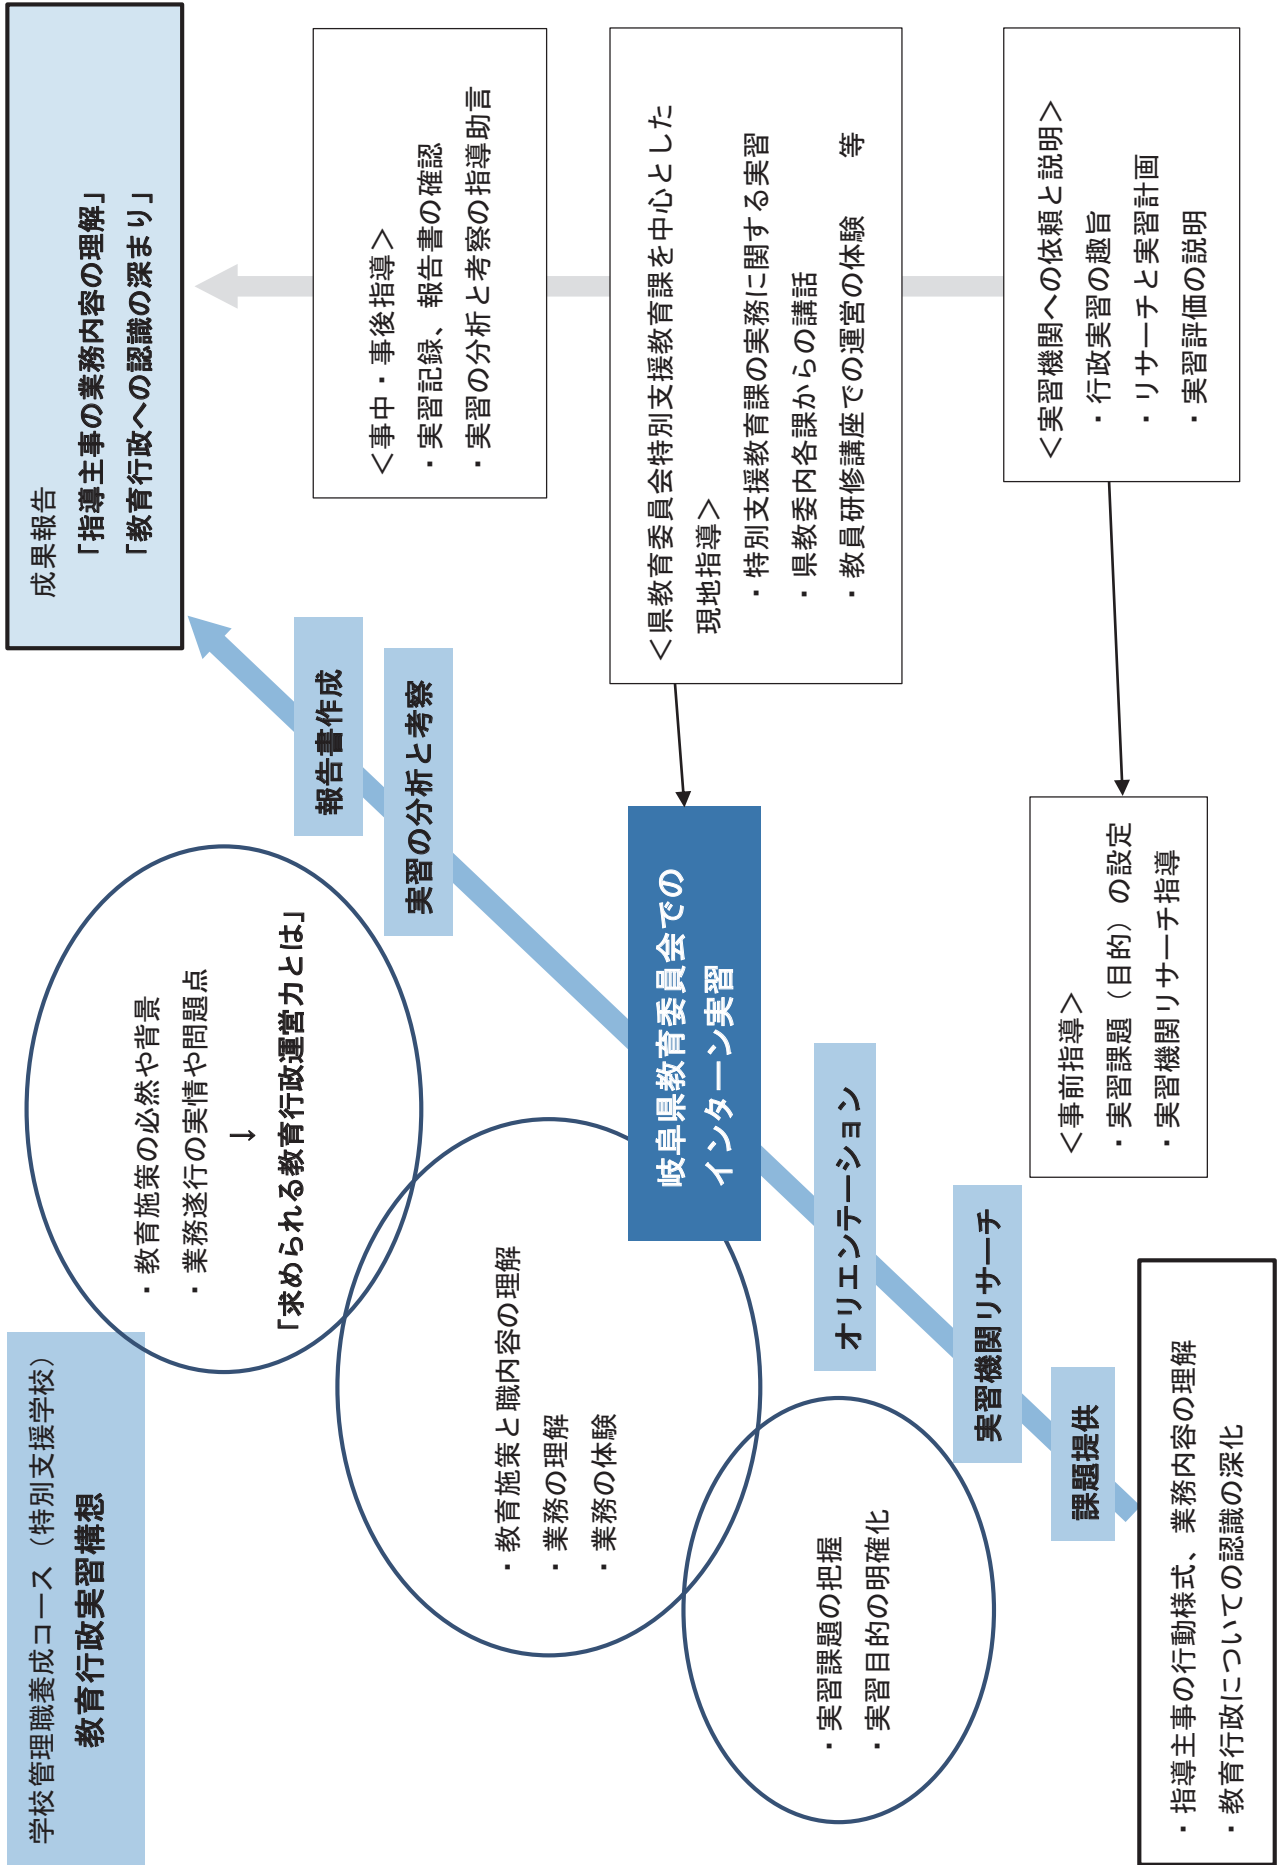 学校管理職養成コース（特別支援学校）
教育行政実習構想
・教育施策の必然や背景
・業務遂行の実情や問題点
↓
「求められる教育行政運営力とは」
・教育施策と職内容の理解
・業務の理解
・業務の体験
・実習課題の把握
・実習目的の明確化
・指導主事の行動様式、業務内容の理解
・教育行政についての認識の深化
課題提供
実習機関リサーチ
オリエンテーション
岐阜県教育委員会での
インターン実習
実習の分析と考察
報告書作成
成果報告
「指導主事の業務内容の理解」
「教育行政への認識の深まり」
＜事中・事後指導＞
・実習記録、報告書の確認
・実習の分析と考察の指導助言
＜県教育委員会特別支援教育課を中心とした
現地指導＞
・特別支援教育課の実務に関する実習
・県教委内各課からの講話
・教員研修講座での運営の体験　等
＜実習機関への依頼と説明＞
・行政実習の趣旨
・リサーチと実習計画
・実習評価の説明
＜事前指導＞
・実習課題（目的）の設定
・実習機関リサーチ指導